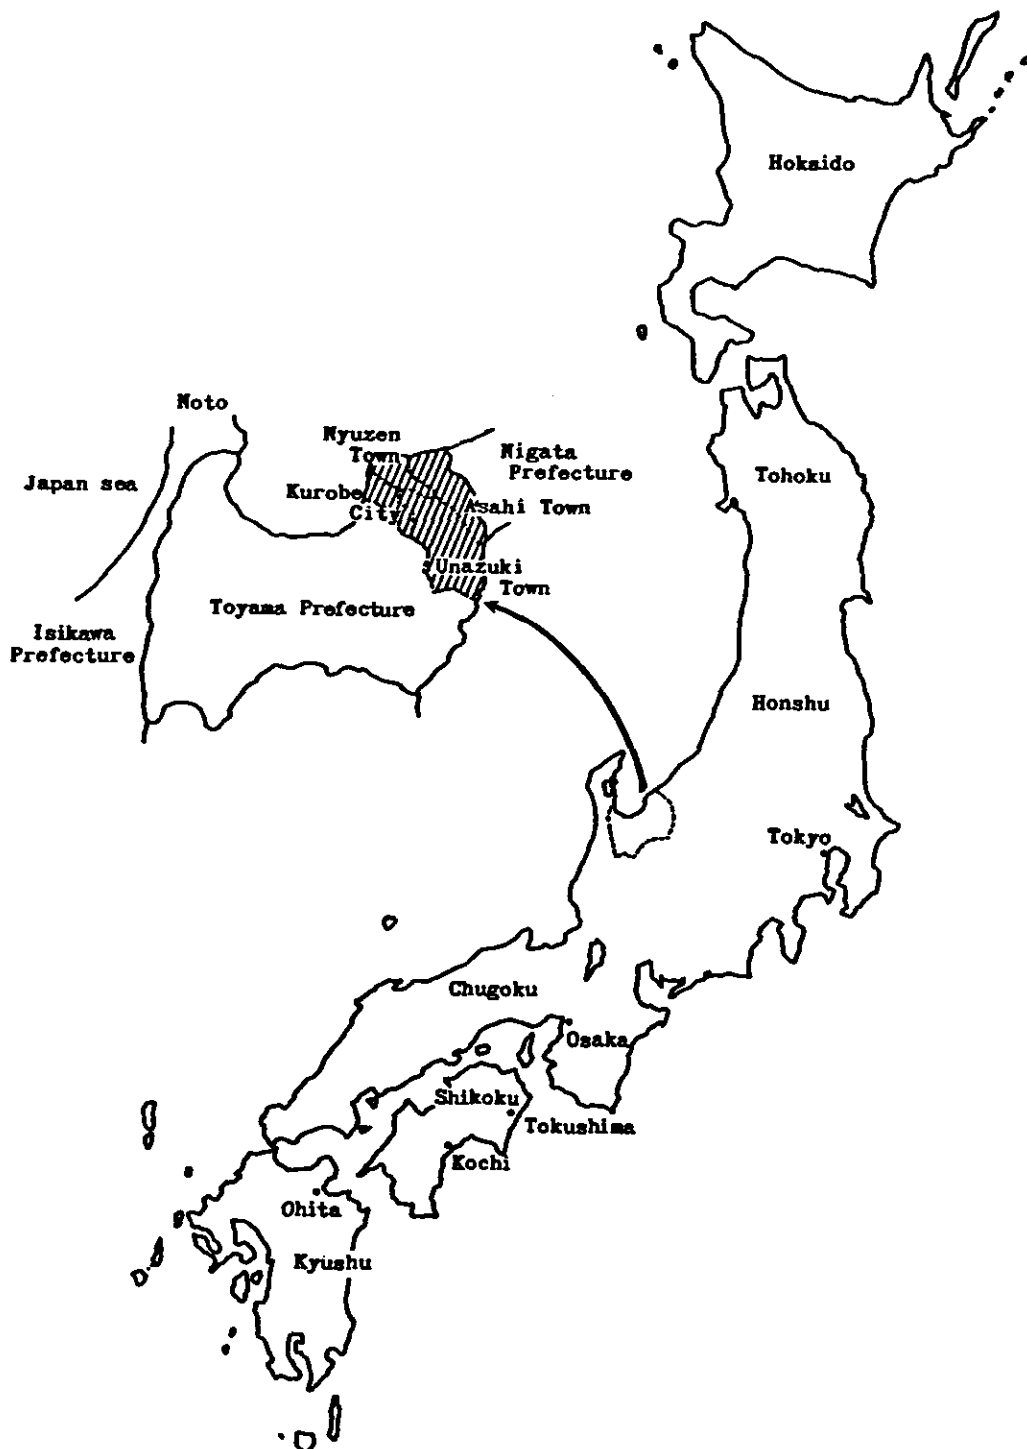 Hokaido
Noto
Nyuzen
Town
Nigata
Prefecture
Japan sea
Kurobe
City
Asahi Town
Tohoku
Unazuki
Town
Toyama Prefecture
Isikawa
Prefecture
Honshu
Tokyo
Chugoku
Osaka
Shikoku
Tokushima
Kochi
Ohita
Kyushu